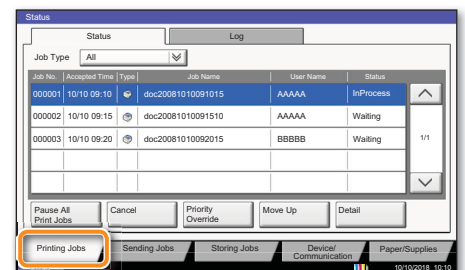 Status
Status Log
Job Type All
Job No. Accepted Time Type Job Name User Name Status
000001 10/10 09:10 doc20081010091015 AAAAA InProcess
000002 10/10 09:15 doc20081010091510 AAAAA Waiting
000003 10/10 09:20 doc20081010092015 BBBBB Waiting
1/1
Pause All Print Jobs Cancel Priority Override Move Up Detail
Printing Jobs Sending Jobs Storing Jobs Device/ Communication Paper/Supplies
10/10/2018 10:10